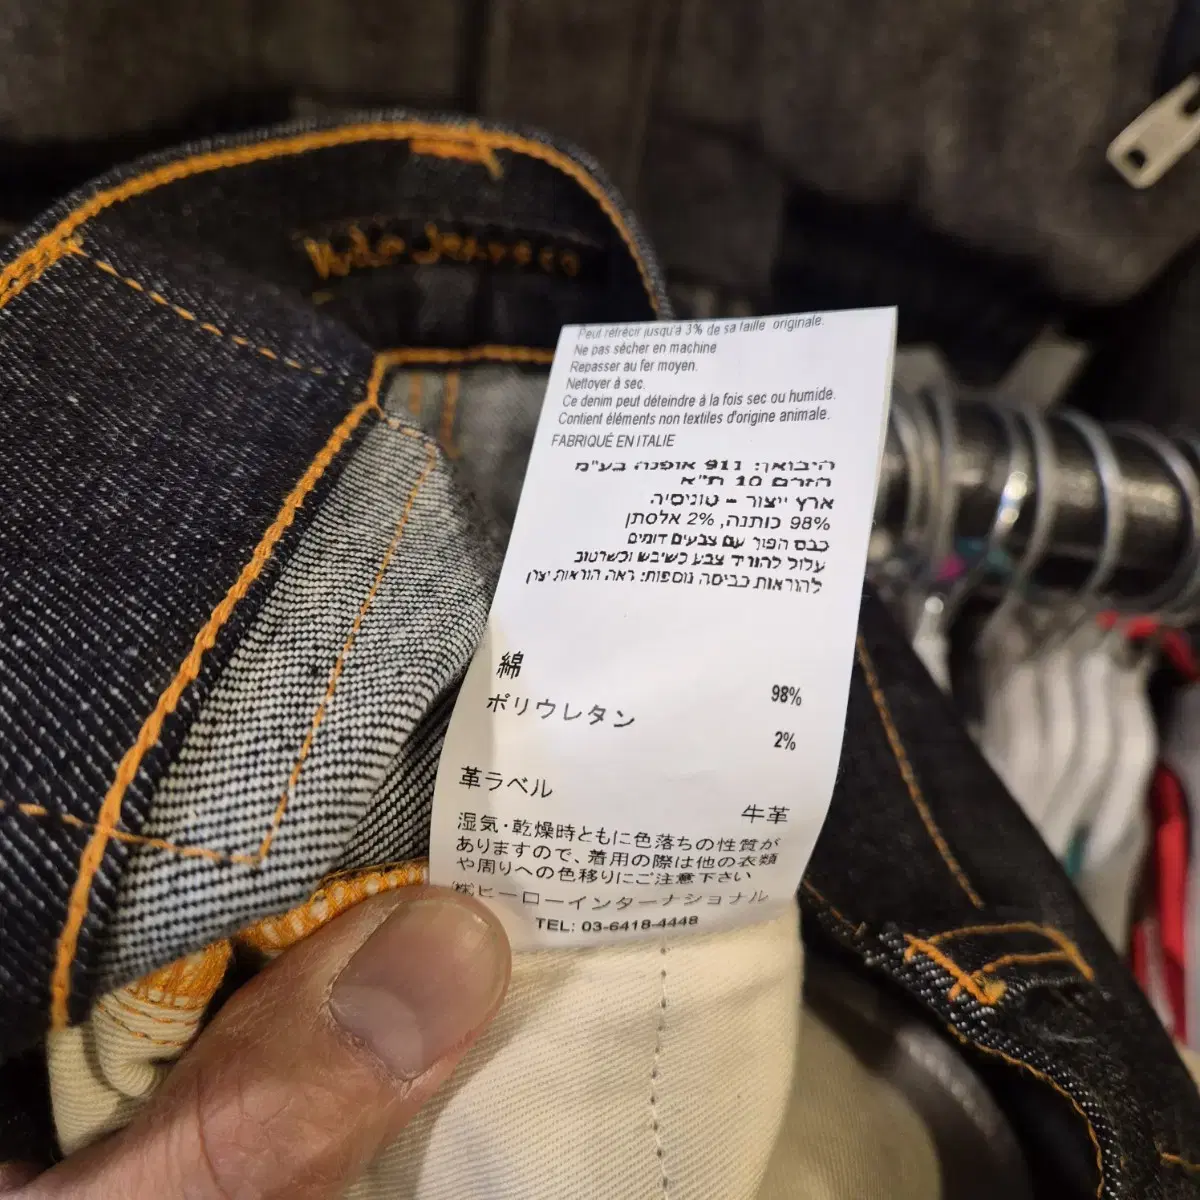 Nudie Jeans co
Peut rétrécir jusqu'à 3% de sa taille originale.
Ne pas sécher en machine
Repasser au fer moyen.
Nettoyer à sec.
Ce denim peut déteindre à la fois sec ou humide.
Contient éléments non textiles d'origine animale.
FABRIQUÉ EN ITALIE
היבואן: 911 אופנה בע"מ
הזרם 10 ת"א
ארץ ייצור - טוניסיה
98% כותנה, 2% אלסתן
כבס הפוך עם צבעים דומים
עלול להוריד צבע כשיבש וכשרטוב
להוראות כביסה נוספות: ראה הוראות יצרן
綿 98%
ポリウレタン 2%
革ラベル 牛革
湿気・乾燥時ともに色落ちの性質が
ありますので、着用の際は他の衣類
や周りへの色移りにご注意下さい
㈱ヒーローインターナショナル
TEL: 03-6418-4448